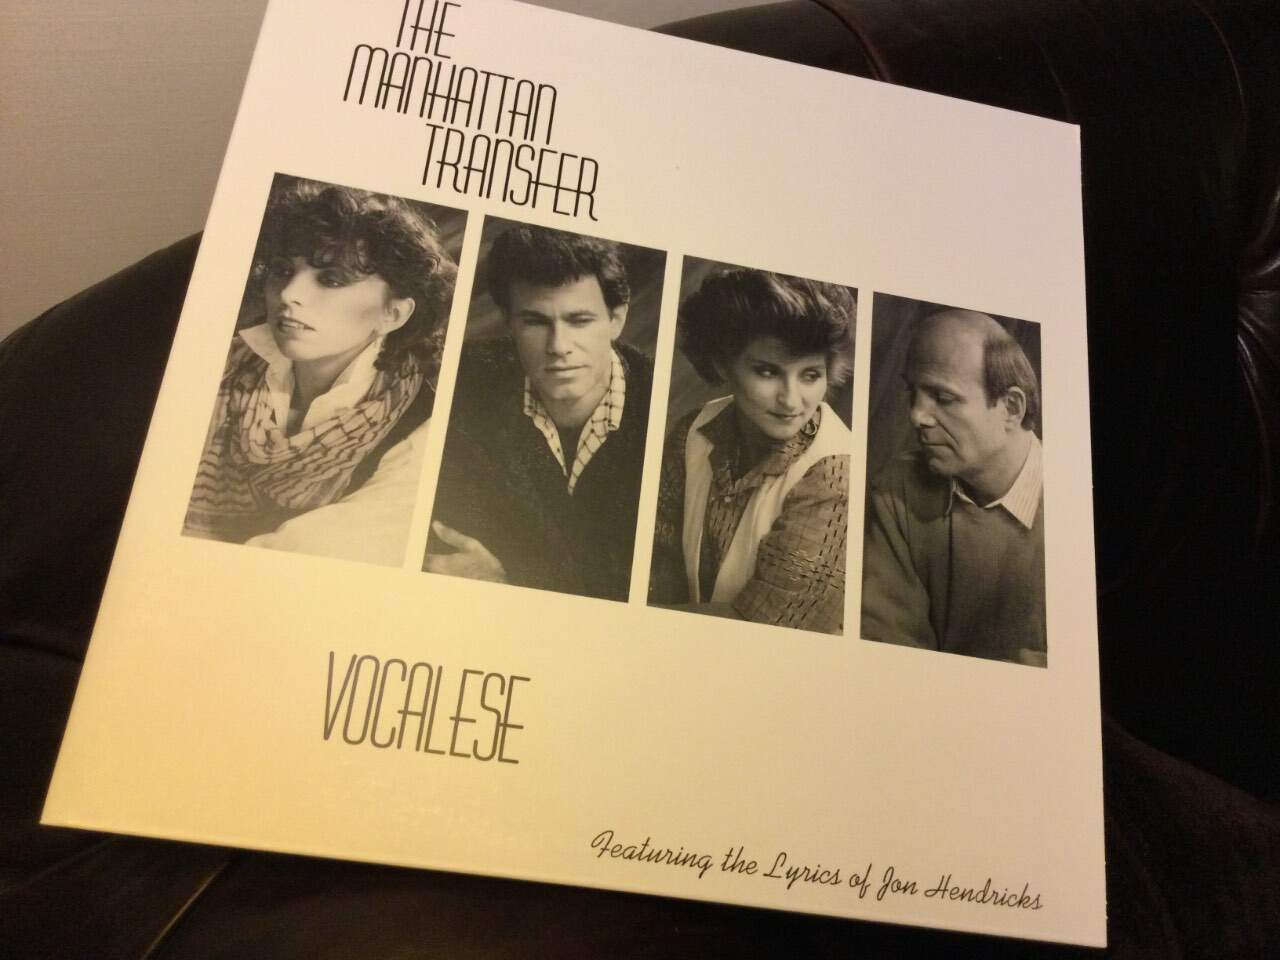 THE
MANHATTAN
TRANSFER
VOCALESE
Featuring the Lyrics of Jon Hendricks